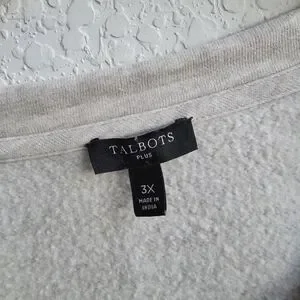 TALBOTS
PLUS
3X
MADE IN
INDIA